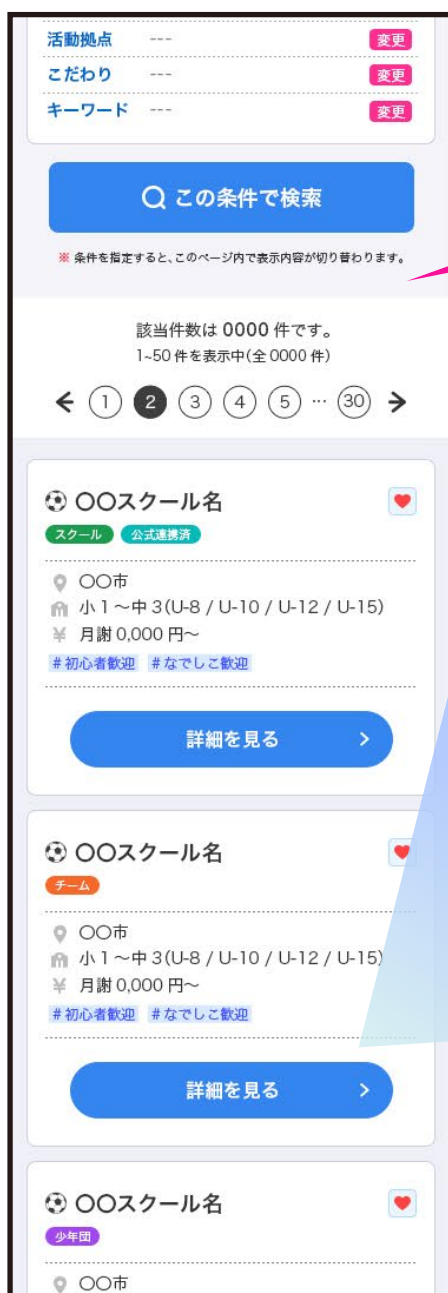 活動拠点 --- 変更
こだわり --- 変更
キーワード --- 変更
この条件で検索
※ 条件を指定すると、このページ内で表示内容が切り替わります。
該当件数は 0000 件です。
1~50 件を表示中(全 0000 件)
1 2 3 4 5 … 30
〇〇スクール名
スクール 公式連携済
〇〇市
小1〜中3(U-8 / U-10 / U-12 / U-15)
月謝 0,000 円〜
#初心者歓迎 #なでしこ歓迎
詳細を見る
〇〇スクール名
チーム
〇〇市
小1〜中3(U-8 / U-10 / U-12 / U-15)
月謝 0,000 円〜
#初心者歓迎 #なでしこ歓迎
詳細を見る
〇〇スクール名
少年団
〇〇市